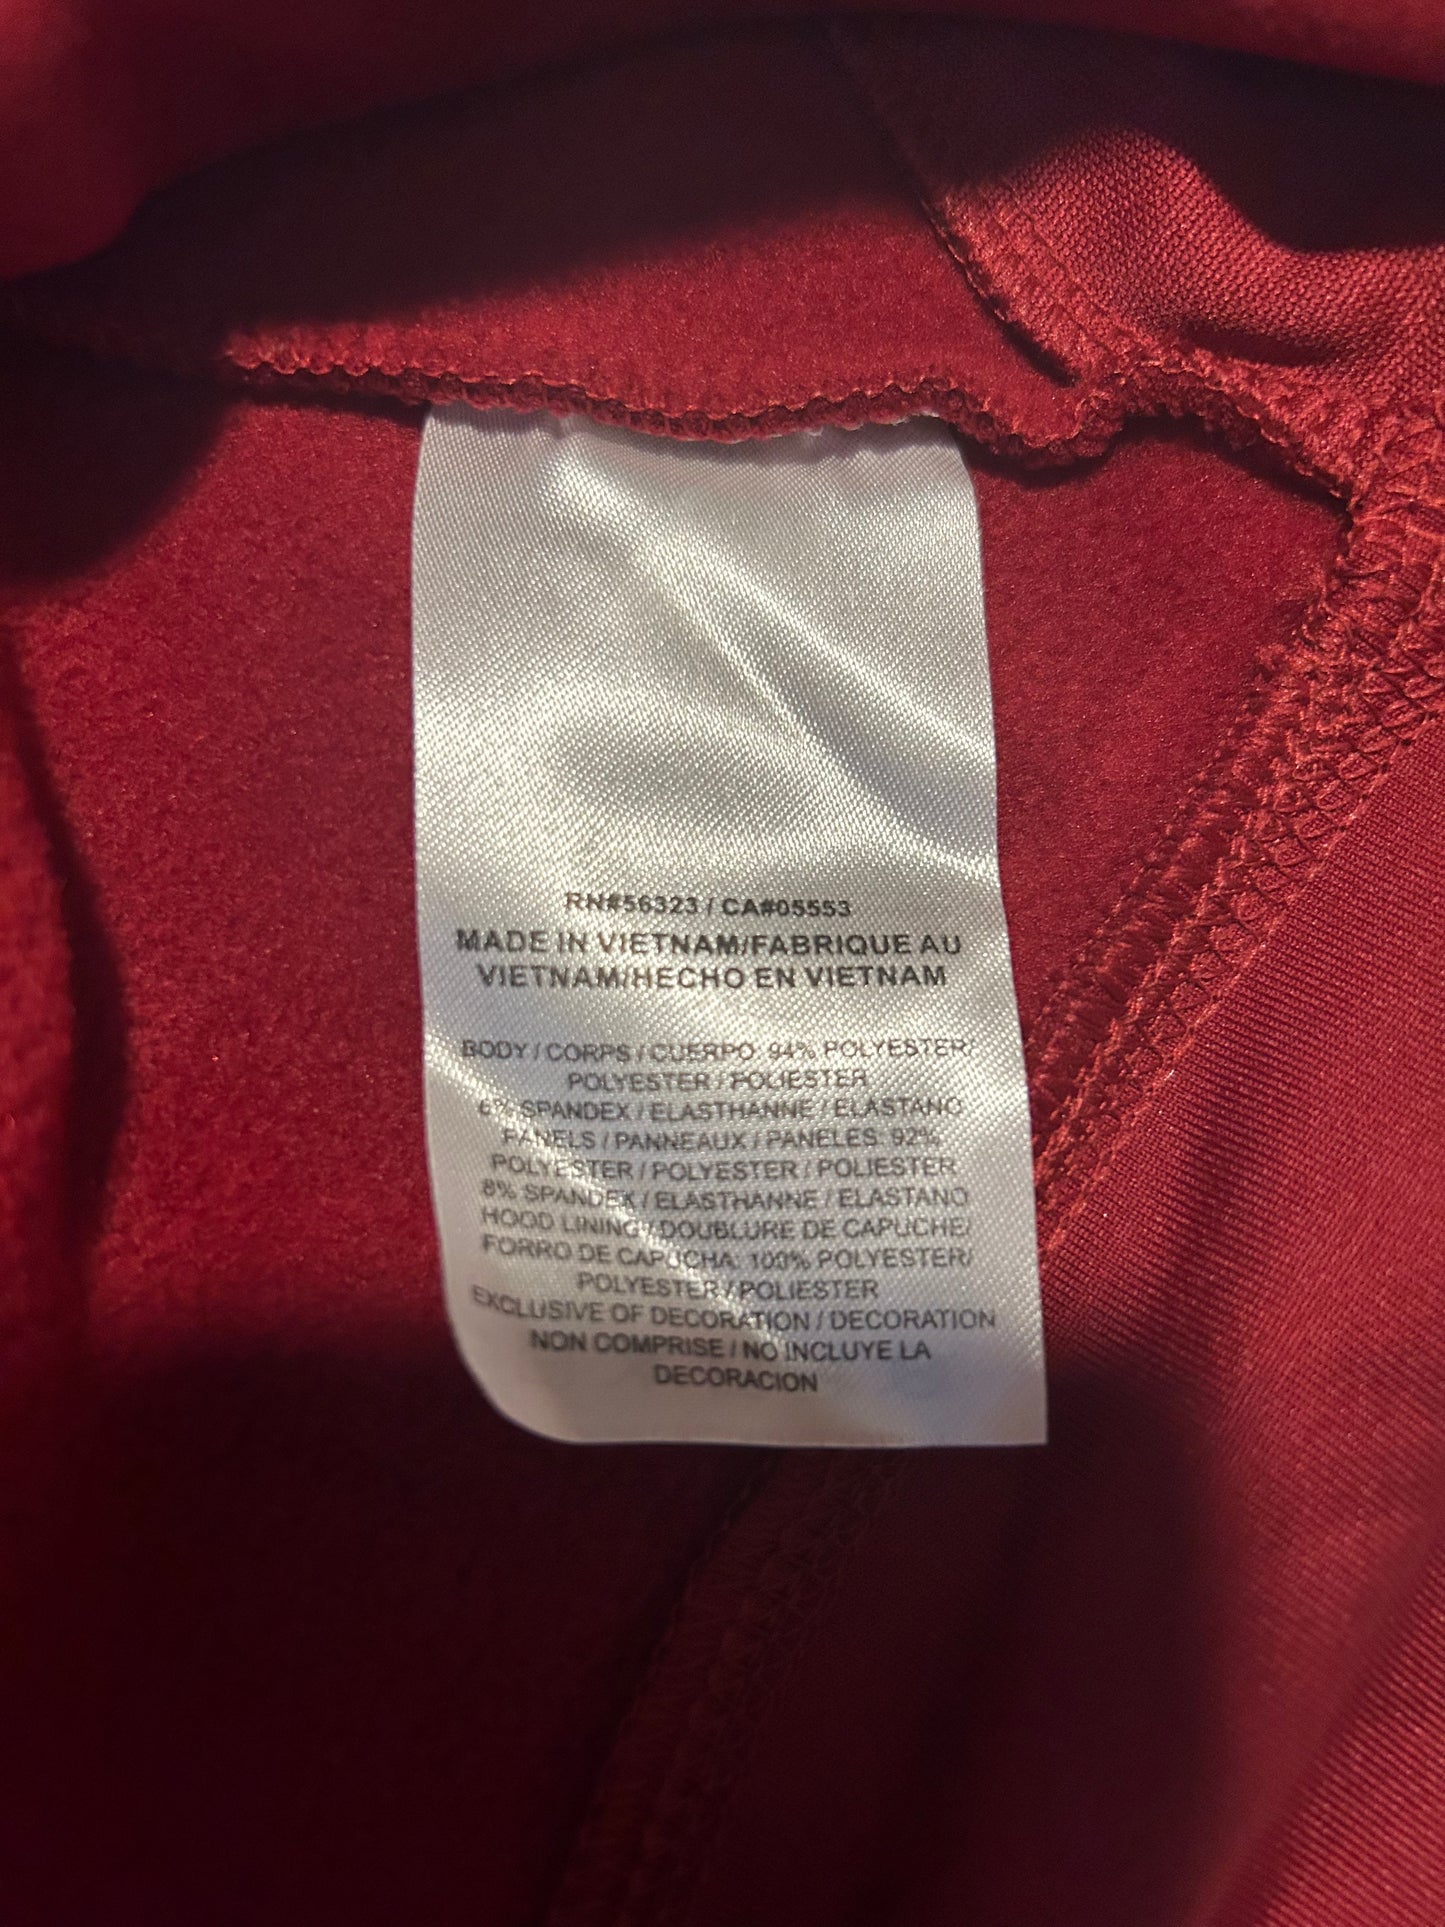 RN#56323 / CA#05553
MADE IN VIETNAM/FABRIQUE AU
VIETNAM/HECHO EN VIETNAM
BODY / CORPS / CUERPO: 94% POLYESTER/
POLYESTER / POLIESTER
6% SPANDEX / ELASTHANNE / ELASTANO
PANELS / PANNEAUX / PANELES: 92%
POLYESTER / POLYESTER / POLIESTER
8% SPANDEX / ELASTHANNE / ELASTANO
HOOD LINING / DOUBLURE DE CAPUCHE/
FORRO DE CAPUCHA: 100% POLYESTER/
POLYESTER / POLIESTER
EXCLUSIVE OF DECORATION / DECORATION
NON COMPRISE / NO INCLUYE LA
DECORACION